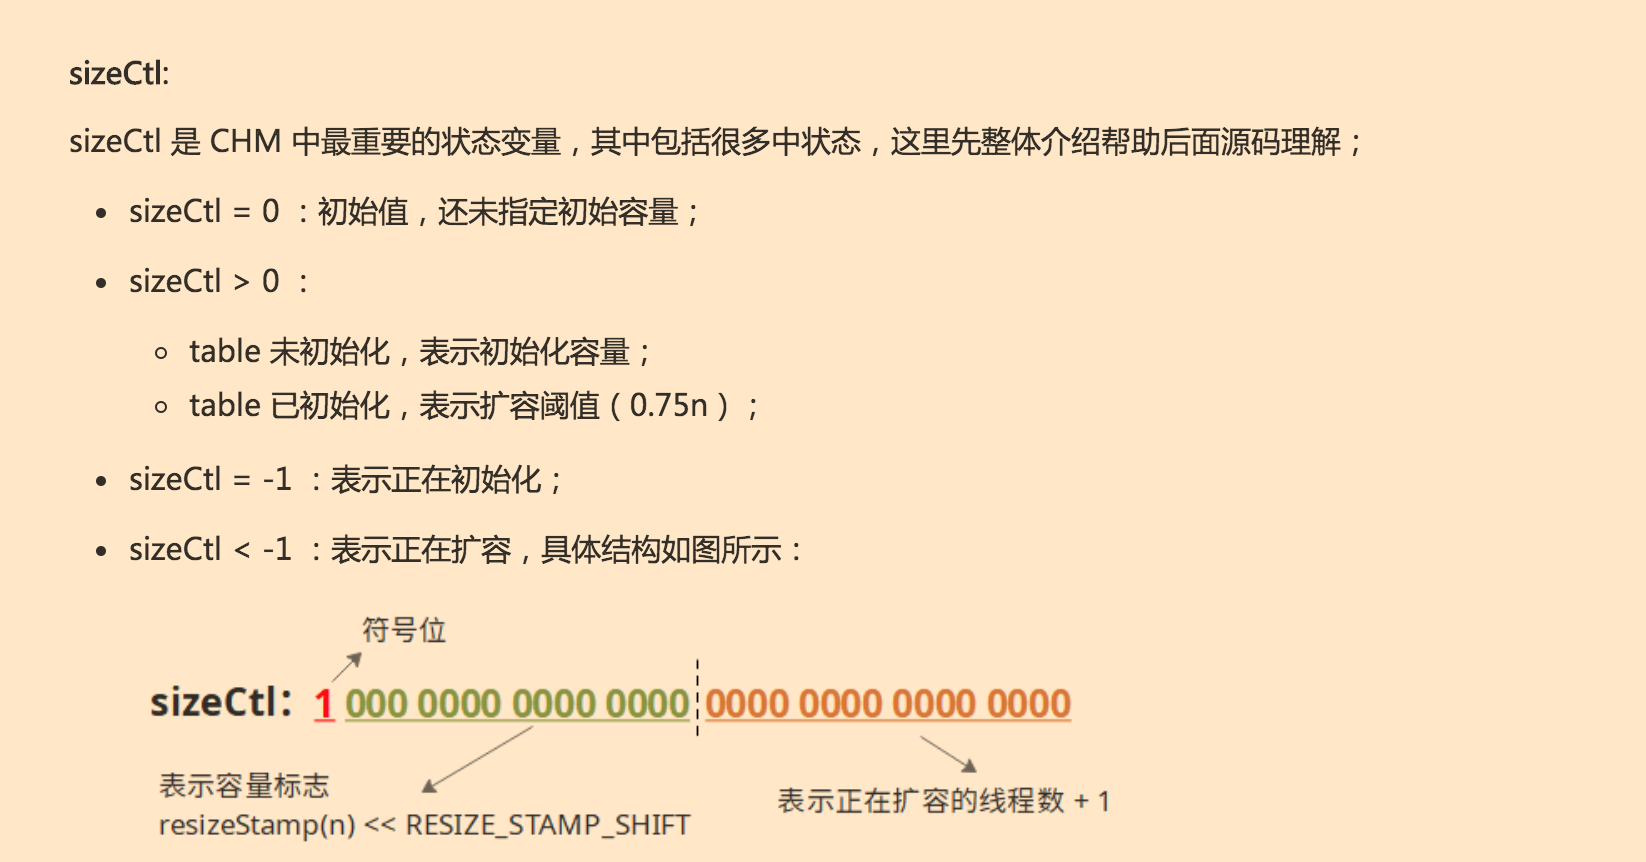 sizeCtl:
sizeCtl 是 CHM 中最重要的状态变量，其中包括很多中状态，这里先整体介绍帮助后面源码理解；
• sizeCtl = 0 ：初始值，还未指定初始容量；
• sizeCtl > 0 ：
◦ table 未初始化，表示初始化容量；
◦ table 已初始化，表示扩容阈值（0.75n）；
• sizeCtl = -1 ：表示正在初始化；
• sizeCtl < -1 ：表示正在扩容，具体结构如图所示：
符号位
sizeCtl： 1 000 0000 0000 0000 0000 0000 0000 0000
表示容量标志
resizeStamp(n) << RESIZE_STAMP_SHIFT
表示正在扩容的线程数 + 1